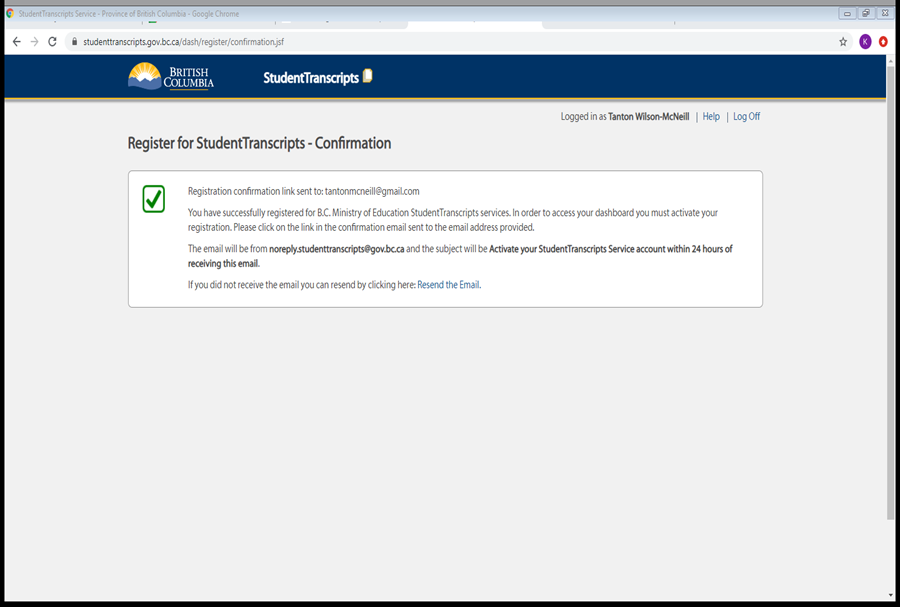 StudentTranscripts Service - Province of British Columbia - Google Chrome
studenttranscripts.gov.bc.ca/dash/register/confirmation.jsf
K
BRITISH
COLUMBIA
StudentTranscripts
Logged in as Tanton Wilson-McNeill | Help | Log Off
Register for StudentTranscripts - Confirmation
Registration confirmation link sent to: tantonmcneill@gmail.com
You have successfully registered for B.C. Ministry of Education StudentTranscripts services. In order to access your dashboard you must activate your
registration. Please click on the link in the confirmation email sent to the email address provided.
The email will be from noreply.studenttranscripts@gov.bc.ca and the subject will be Activate your StudentTranscripts Service account within 24 hours of
receiving this email.
If you did not receive the email you can resend by clicking here: Resend the Email.